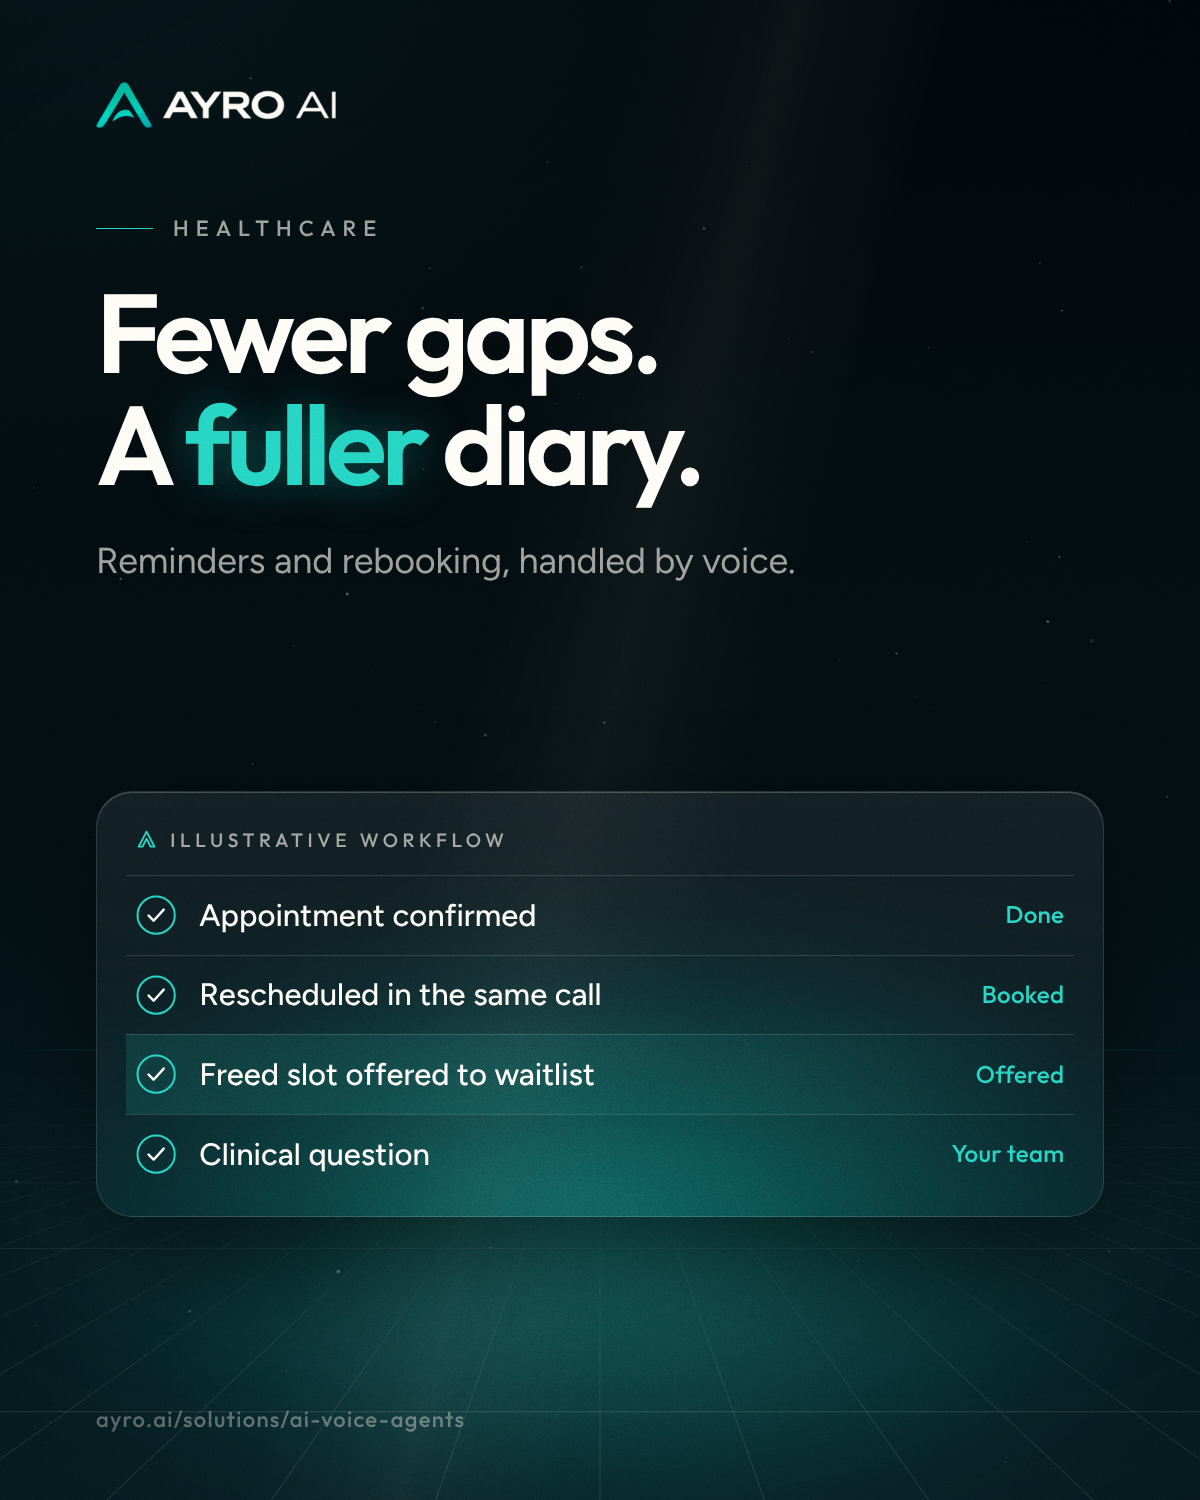 AYRO AI
HEALTHCARE
Fewer gaps.
A fuller diary.
Reminders and rebooking, handled by voice.
ILLUSTRATIVE WORKFLOW
Appointment confirmed Done
Rescheduled in the same call Booked
Freed slot offered to waitlist Offered
Clinical question Your team
ayro.ai/solutions/ai-voice-agents